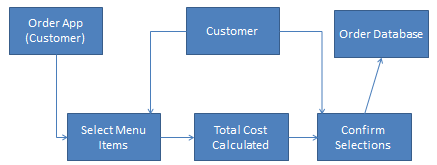 Order App
(Customer)
Customer
Order Database
Select Menu
Items
Total Cost
Calculated
Confirm
Selections